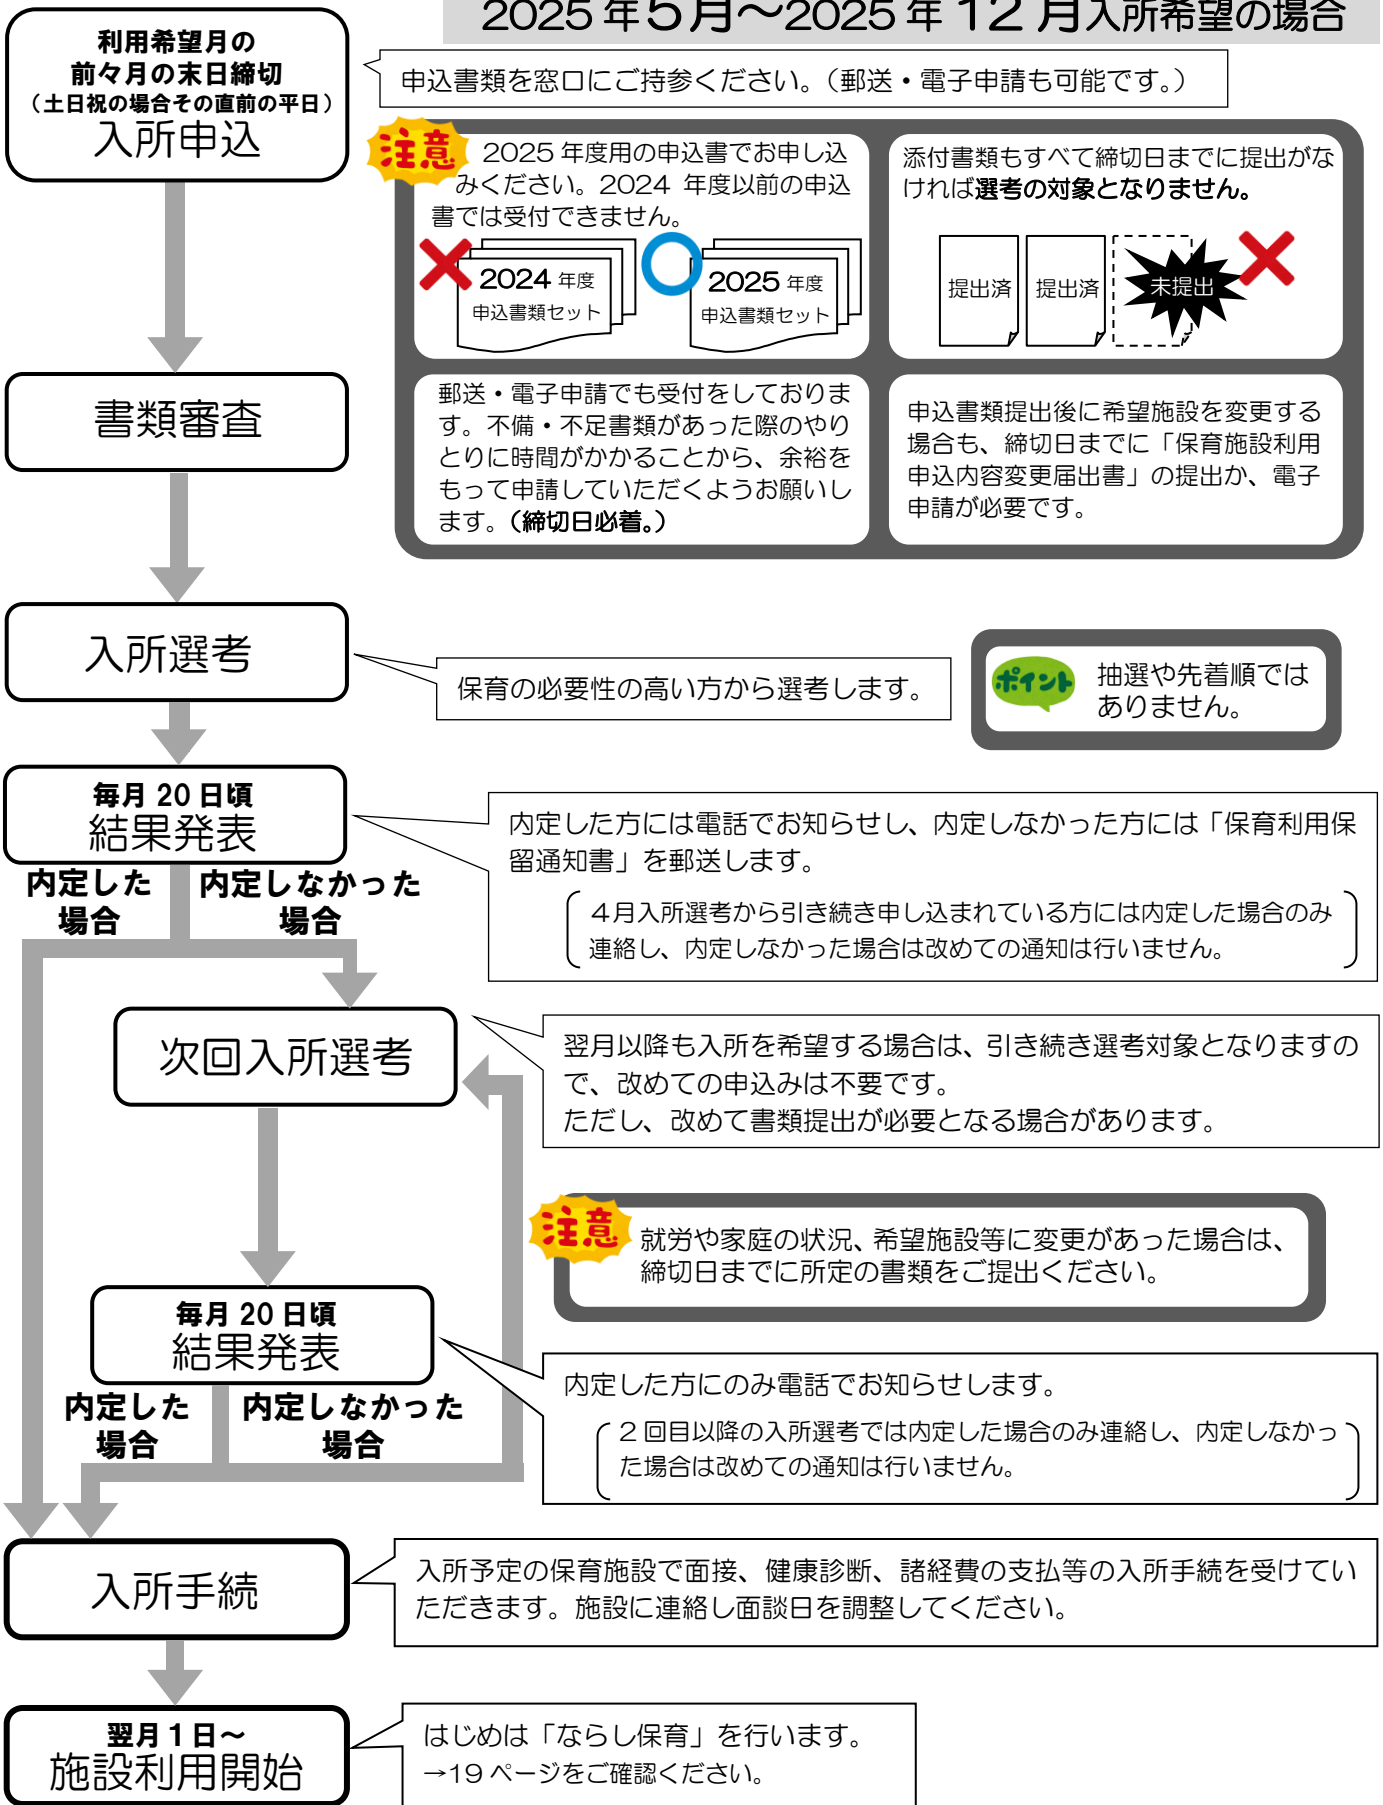 2025年5月～2025年12月入所希望の場合
利用希望月の
前々月の末日締切
（土日祝の場合その直前の平日）
入所申込
申込書類を窓口にご持参ください。（郵送・電子申請も可能です。）
注意
2025年度用の申込書でお申し込
みください。2024 年度以前の申込
書では受付できません。
2024 年度
申込書類セット
2025 年度
申込書類セット
添付書類もすべて締切日までに提出がな
ければ選考の対象となりません。
提出済
提出済
未提出
書類審査
郵送・電子申請でも受付をしておりま
す。不備・不足書類があった際のやり
とりに時間がかかることから、余裕を
もって申請していただくようお願いし
ます。（締切日必着。）
申込書類提出後に希望施設を変更する
場合も、締切日までに「保育施設利用
申込内容変更届出書」の提出か、電子
申請が必要です。
入所選考
保育の必要性の高い方から選考します。
ポイント
抽選や先着順では
ありません。
毎月20日頃
結果発表
内定した方には電話でお知らせし、内定しなかった方には「保育利用保
留通知書」を郵送します。
4月入所選考から引き続き申し込まれている方には内定した場合のみ
連絡し、内定しなかった場合は改めての通知は行いません。
内定した
場合
内定しなかった
場合
次回入所選考
翌月以降も入所を希望する場合は、引き続き選考対象となりますの
で、改めての申込みは不要です。
ただし、改めて書類提出が必要となる場合があります。
注意
就労や家庭の状況、希望施設等に変更があった場合は、
締切日までに所定の書類をご提出ください。
毎月20日頃
結果発表
内定した方にのみ電話でお知らせします。
2回目以降の入所選考では内定した場合のみ連絡し、内定しなかっ
た場合は改めての通知は行いません。
内定した
場合
内定しなかった
場合
入所手続
入所予定の保育施設で面接、健康診断、諸経費の支払等の入所手続を受けてい
ただきます。施設に連絡し面談日を調整してください。
翌月1日～
施設利用開始
はじめは「ならし保育」を行います。
→19ページをご確認ください。